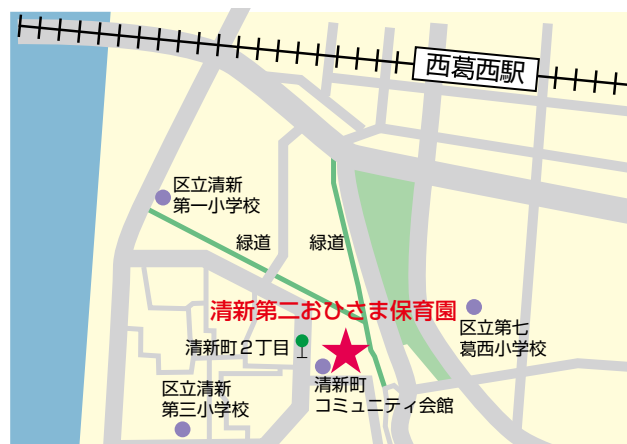 西葛西駅
区立清新
第一小学校
緑道
緑道
清新第二おひさま保育園
清新町2丁目
区立第七
葛西小学校
清新町
コミュニティ会館
区立清新
第三小学校